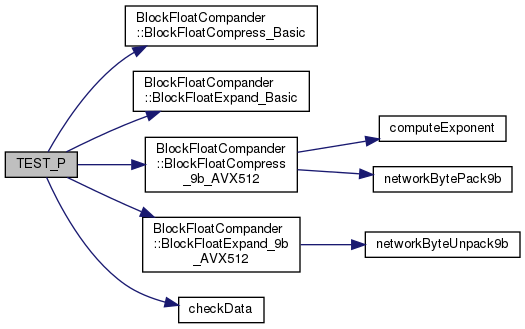 BlockFloatCompander
::BlockFloatCompress_Basic
BlockFloatCompander
::BlockFloatExpand_Basic
TEST_P
BlockFloatCompander
::BlockFloatCompress
_9b_AVX512
computeExponent
networkBytePack9b
BlockFloatCompander
::BlockFloatExpand_9b
_AVX512
networkByteUnpack9b
checkData